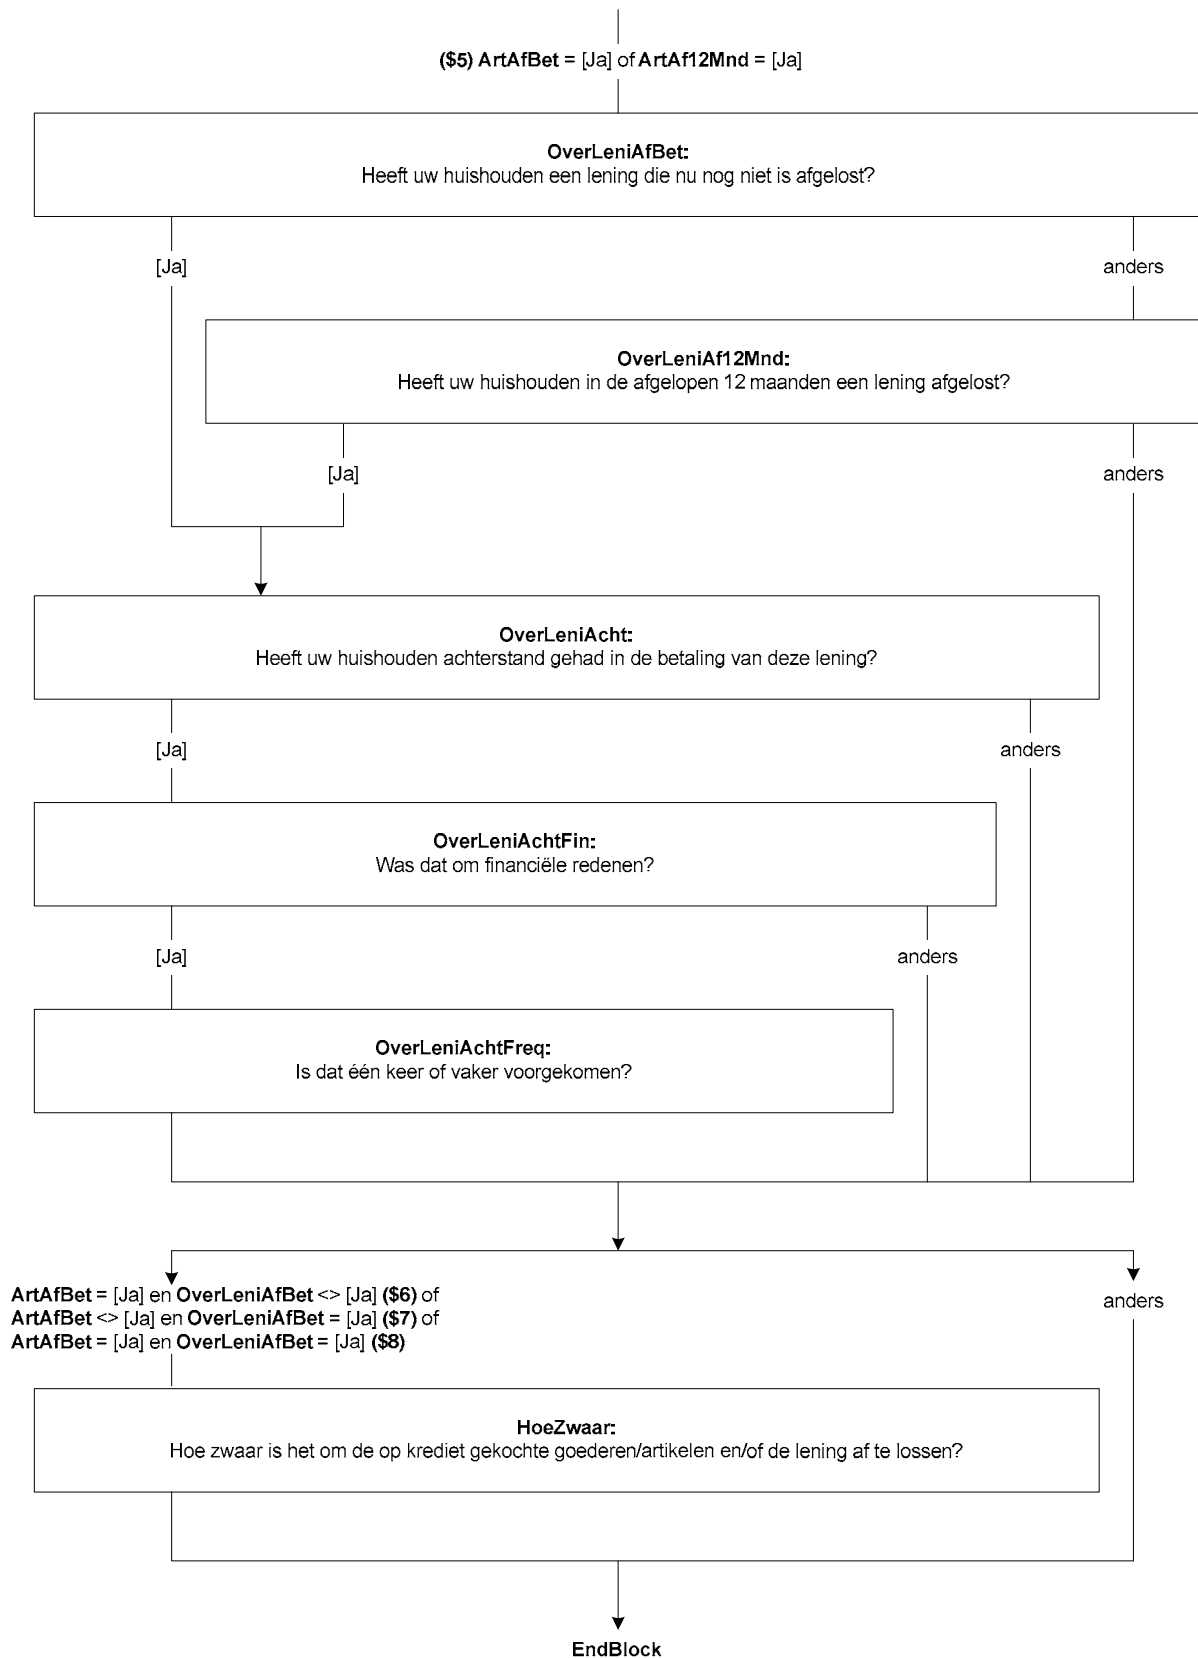 ($5) ArtAfBet = [Ja] of ArtAf12Mnd = [Ja]
OverLeniAfBet:
Heeft uw huishouden een lening die nu nog niet is afgelost?
[Ja]
anders
OverLeniAf12Mnd:
Heeft uw huishouden in de afgelopen 12 maanden een lening afgelost?
[Ja]
anders
OverLeniAcht:
Heeft uw huishouden achterstand gehad in de betaling van deze lening?
[Ja]
anders
OverLeniAchtFin:
Was dat om financiële redenen?
[Ja]
anders
OverLeniAchtFreq:
Is dat één keer of vaker voorgekomen?
ArtAfBet = [Ja] en OverLeniAfBet <> [Ja] ($6) of
ArtAfBet <> [Ja] en OverLeniAfBet = [Ja] ($7) of
ArtAfBet = [Ja] en OverLeniAfBet = [Ja] ($8)
anders
HoeZwaar:
Hoe zwaar is het om de op krediet gekochte goederen/artikelen en/of de lening af te lossen?
EndBlock